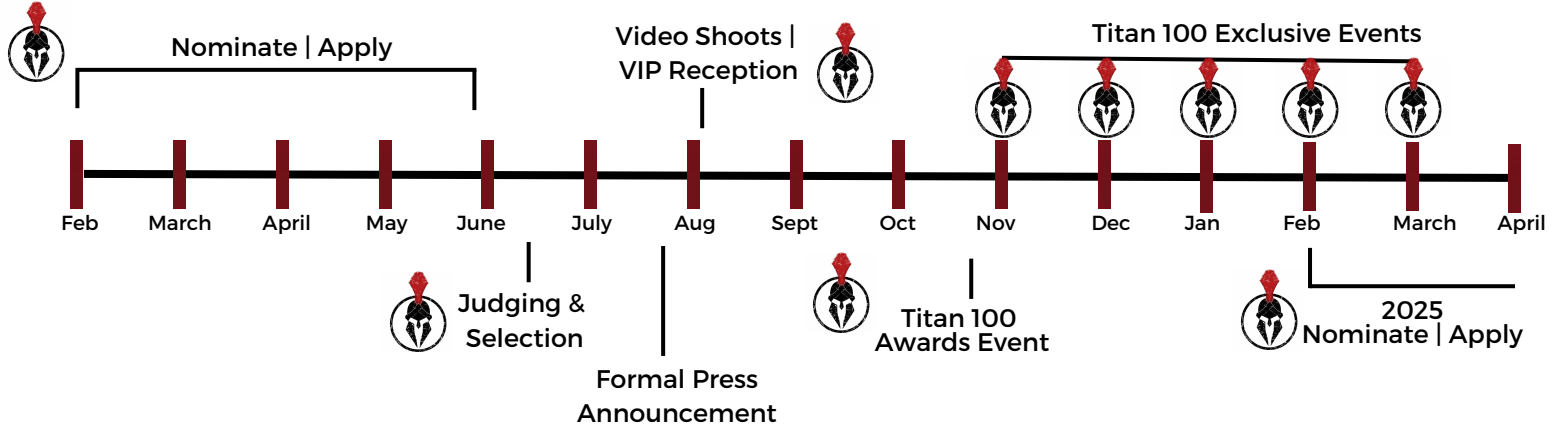 Nominate | Apply
Video Shoots |
VIP Reception
Titan 100 Exclusive Events
Feb
March
April
May
June
July
Aug
Sept
Oct
Nov
Dec
Jan
Feb
March
April
Judging &
Selection
Formal Press
Announcement
Titan 100
Awards Event
2025
Nominate | Apply